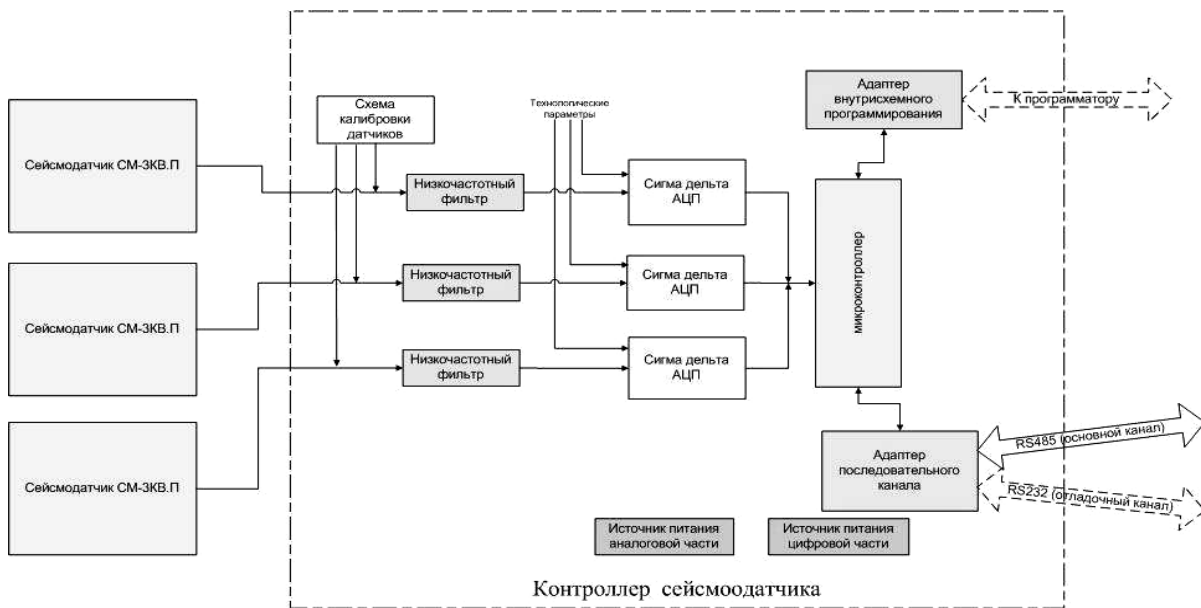 Адаптер
внутрисхемного
программирования
К программатору
Схема
калибровки
датчиков
Технологические
параметры
Сейсмодатчик СМ-3КВ.П
Низкочастотный
фильтр
Сигма дельта
АЦП
Сейсмодатчик СМ-3КВ.П
Низкочастотный
фильтр
Сигма дельта
АЦП
микроконтроллер
Низкочастотный
фильтр
Сигма дельта
АЦП
Сейсмодатчик СМ-3КВ.П
Адаптер
последовательного
канала
RS485 (основной канал)
RS232 (отладочный канал)
Источник питания
аналоговой части
Источник питания
цифровой части
Контроллер сейсмоодатчика